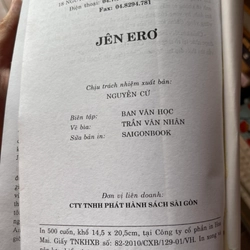 Fax: 04.8294.781
JÊN ERƠ
Chịu trách nhiệm xuất bản:
NGUYỄN CỪ
Biên tập: BAN VĂN HỌC
Vẽ bìa: TRẦN VĂN NHÂN
Sửa bản in: SAIGONBOOK
Đơn vị liên doanh:
CTY TNHH PHÁT HÀNH SÁCH SÀI GÒN
In 500 cuốn, khổ 14,5 x 20,5cm, tại Công ty cổ phần in
Mai. Giấy TNKHXB số: 82-2010/CXB/129-01/VH. In xong